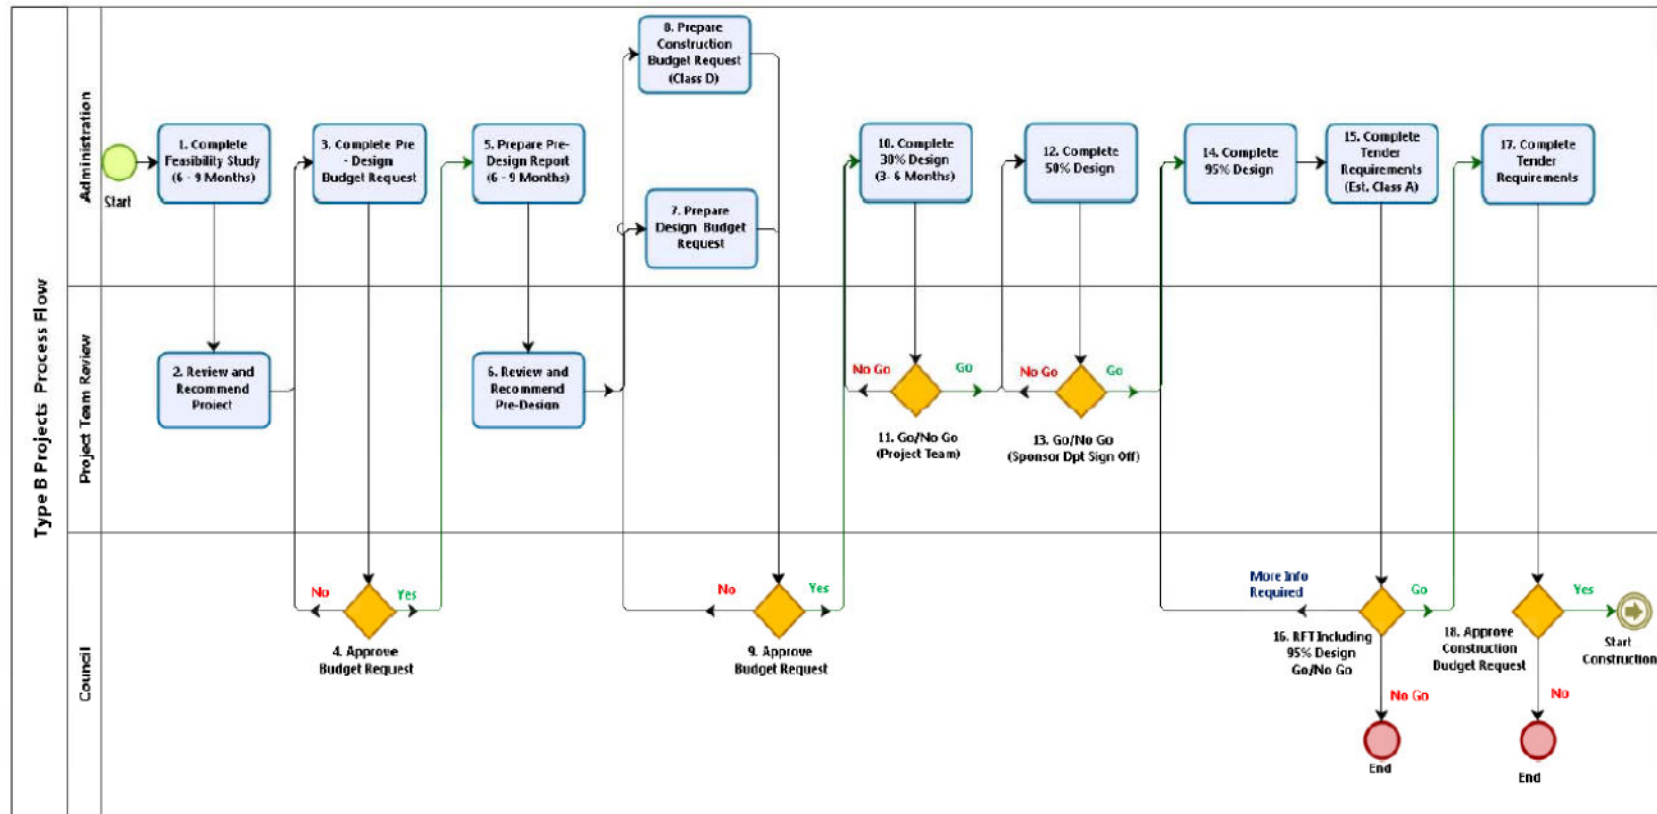 Type B Projects Process Flow
Administration
Start
1. Complete
Feasibility Study
(6 - 9 Months)
3. Complete Pre
- Design
Budget Request
5. Prepare Pre-
Design Report
(6 - 9 Months)
8. Prepare
Construction
Budget Request
(Class D)
7. Prepare
Design Budget
Request
10. Complete
30% Design
(3- 6 Months)
12. Complete
50% Design
14. Complete
95% Design
15. Complete
Tender
Requirements
(Est. Class A)
17. Complete
Tender
Requirements
Project Team Review
2. Review and
Recommend
Project
6. Review and
Recommend
Pre-Design
No Go
Go
11. Go/No Go
(Project Team)
No Go
Go
13. Go/No Go
(Sponsor Dpt Sign Off)
Council
No
Yes
4. Approve
Budget Request
No
Yes
9. Approve
Budget Request
More Info
Required
Go
16. RFT Including
95% Design
Go/No Go
No Go
End
18. Approve
Construction
Budget Request
Yes
Start
Construction
No
End